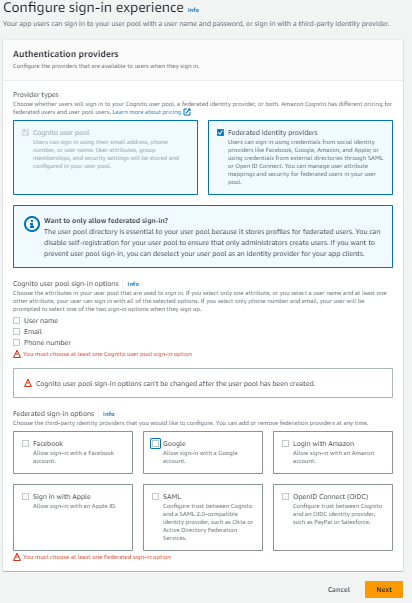 Configure sign-in experience Info
Your app users can sign in to your user pool with a user name and password, or sign in with a third-party identity provider.
Authentication providers
Configure the providers that are available to users when they sign in.
Provider types
Choose whether users will sign in to your Cognito user pool, a federated identity provider, or both. Amazon Cognito has different pricing for
federated users and user pool users. Learn more about pricing
Cognito user pool
Users can sign in using their email address, phone
number, or user name. User attributes, group
memberships, and security settings will be stored and
configured in your user pool.
Federated identity providers
Users can sign in using credentials from social identity
providers like Facebook, Google, Amazon, and Apple; or
using credentials from external directories through SAML
or Open ID Connect. You can manage user attribute
mappings and security for federated users in your user
pool.
Want to only allow federated sign-in?
The user pool directory is essential to your user pool because it stores profiles for federated users. You can
disable self-registration for your user pool to ensure that only administrators create users. If you want to
prevent user pool sign-in, you can deselect your user pool as an identity provider for your app clients.
Cognito user pool sign-in options Info
Choose the attributes in your user pool that are used to sign in. If you select only one attribute, or you select a user name and at least one
other attribute, your user can sign in with all of the selected options. If you select only phone number and email, your user will be
prompted to select one of the two sign-in options when they sign up.
User name
Email
Phone number
You must choose at least one Cognito user pool sign-in option
Cognito user pool sign-in options can't be changed after the user pool has been created.
Federated sign-in options Info
Choose the third-party identity providers that you would like to configure. You can add or remove federation providers at any time.
Facebook
Allow sign-in with a Facebook
account.
Google
Allow sign-in with a Google
account.
Login with Amazon
Allow sign-in with an Amazon
account.
Sign in with Apple
Allow sign-in with an Apple ID.
SAML
Configure trust between Cognito
and a SAML 2.0-compatible
identity provider, such as Okta or
Active Directory Federation
Services.
OpenID Connect (OIDC)
Configure trust between Cognito
and an OIDC identity provider,
such as PayPal or Salesforce.
You must choose at least one Federated sign-in option
Cancel
Next